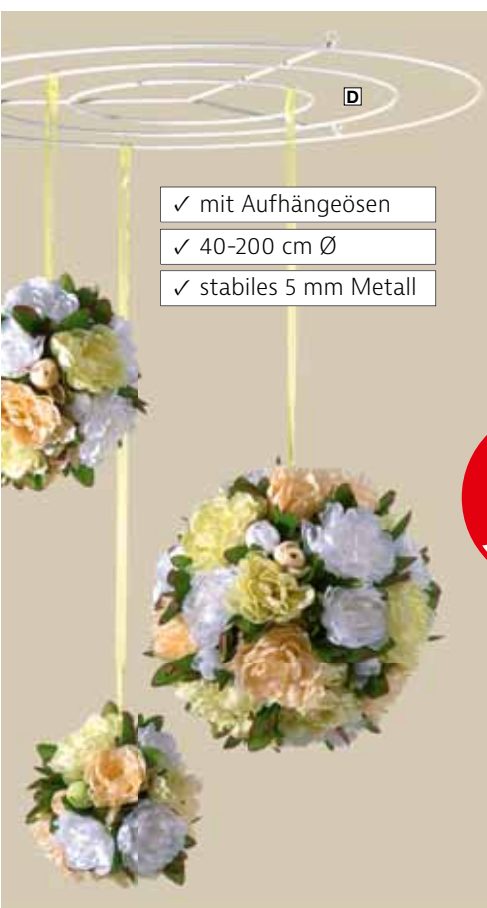 D
✓ mit Aufhängeösen
✓ 40-200 cm Ø
✓ stabiles 5 mm Metall